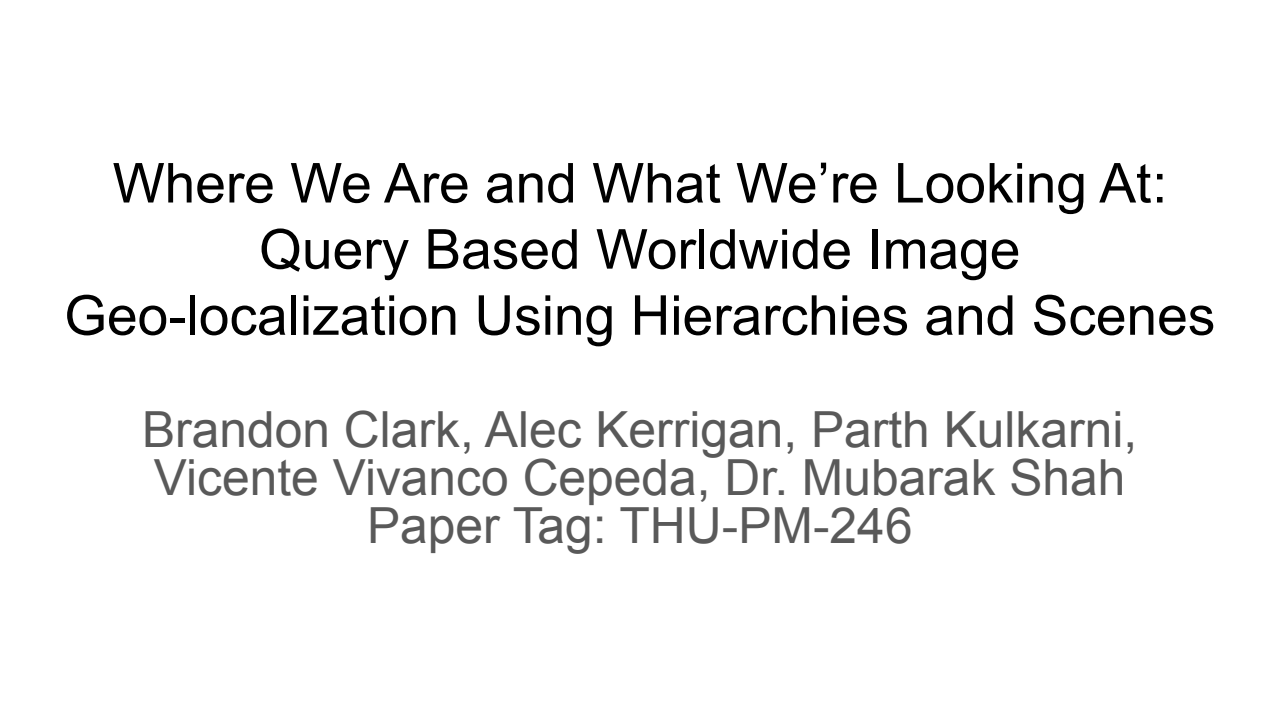 Where We Are and What We’re Looking At:
Query Based Worldwide Image
Geo-localization Using Hierarchies and Scenes
Brandon Clark, Alec Kerrigan, Parth Kulkarni,
Vicente Vivanco Cepeda, Dr. Mubarak Shah
Paper Tag: THU-PM-246